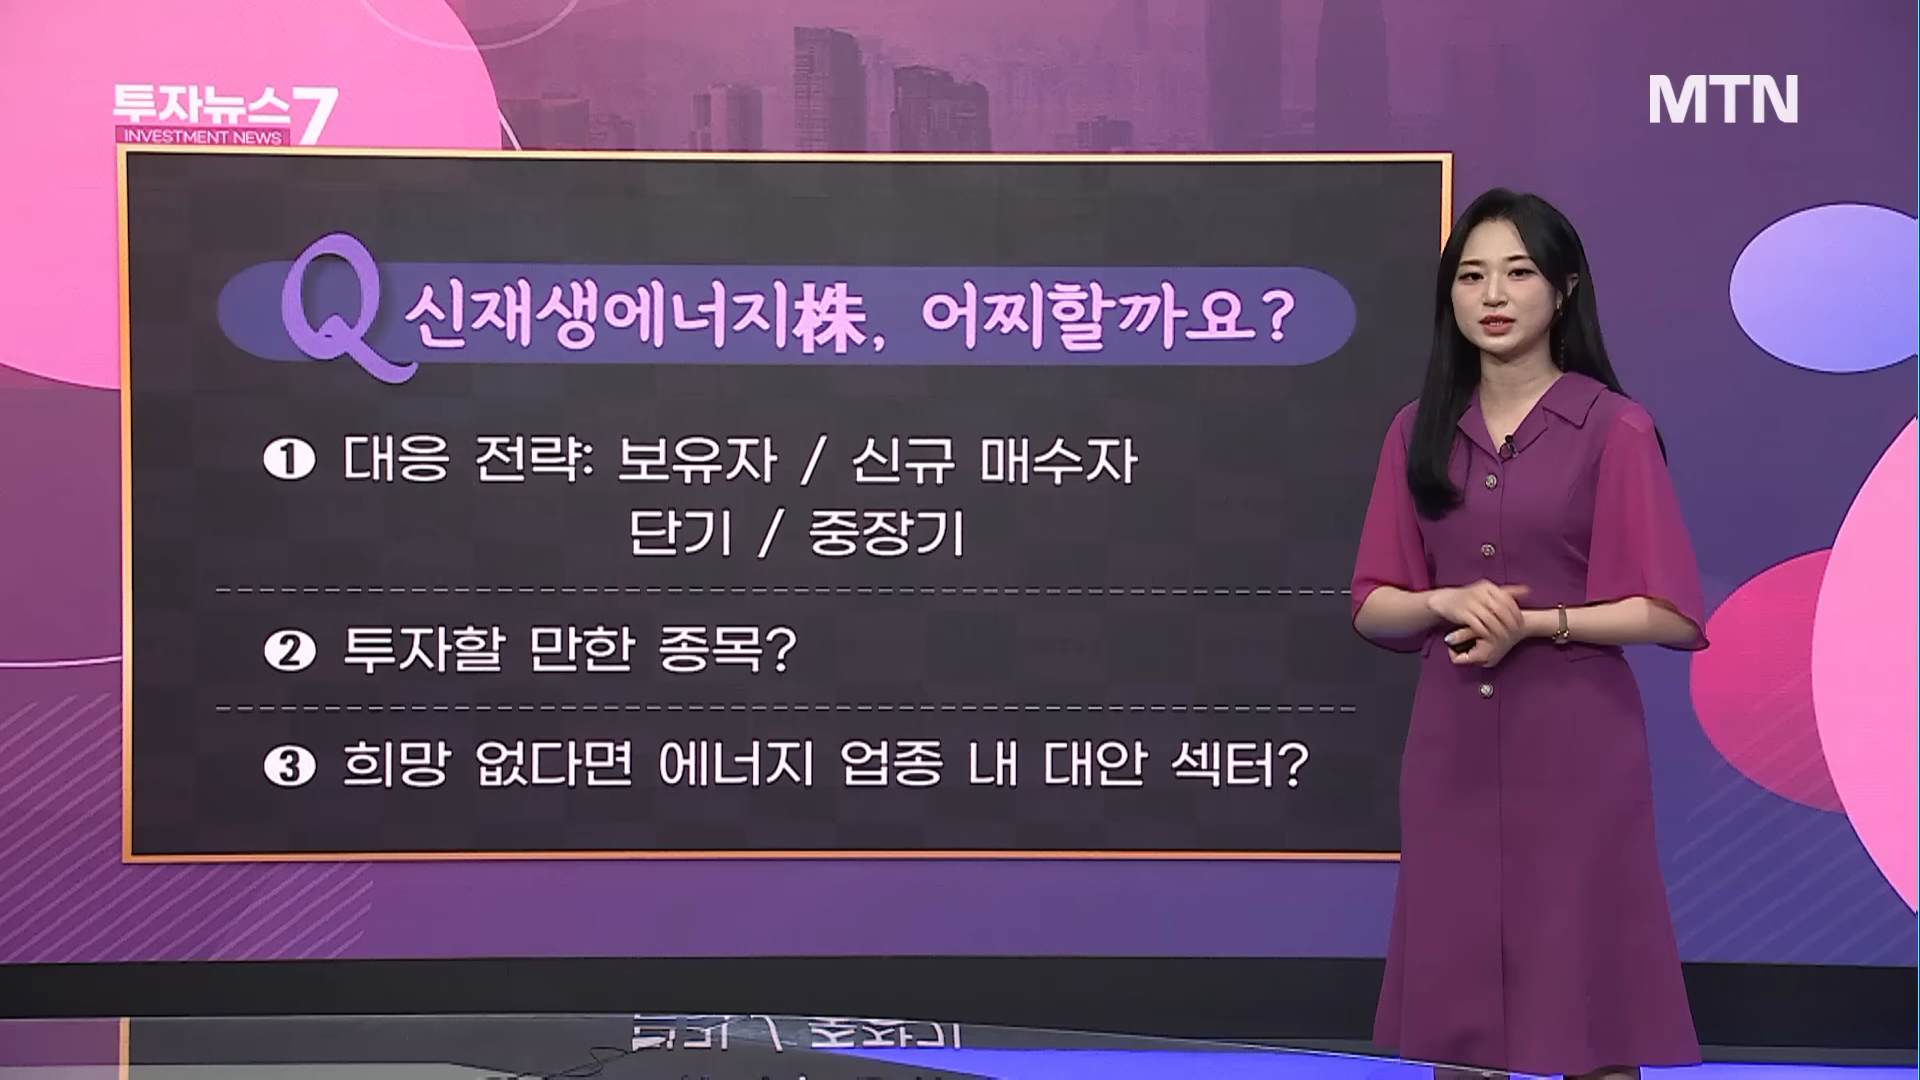 투자뉴스7
INVESTMENT NEWS
MTN
Q 신재생에너지株, 어찌할까요?
❶ 대응 전략: 보유자 / 신규 매수자
단기 / 중장기
❷ 투자할 만한 종목?
❸ 희망 없다면 에너지 업종 내 대안 섹터?